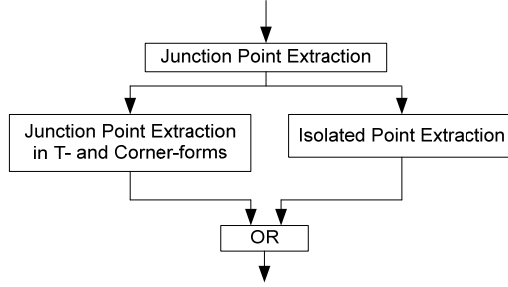 Junction Point Extraction
Junction Point Extraction
in T- and Corner-forms
Isolated Point Extraction
OR